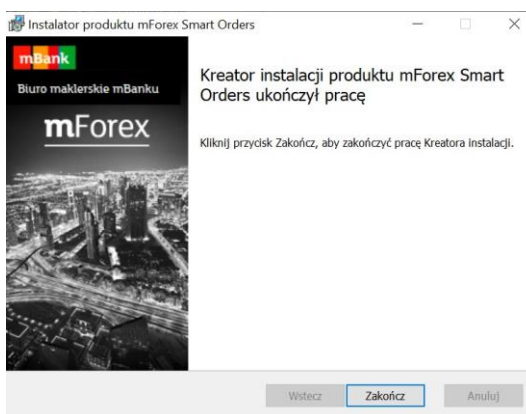 Instalator produktu mForex Smart Orders
mBank
Biuro maklerskie mBanku
mForex
Kreator instalacji produktu mForex Smart
Orders ukończył pracę
Kliknij przycisk Zakończ, aby zakończyć pracę Kreatora instalacji.
Wstecz
Zakończ
Anuluj